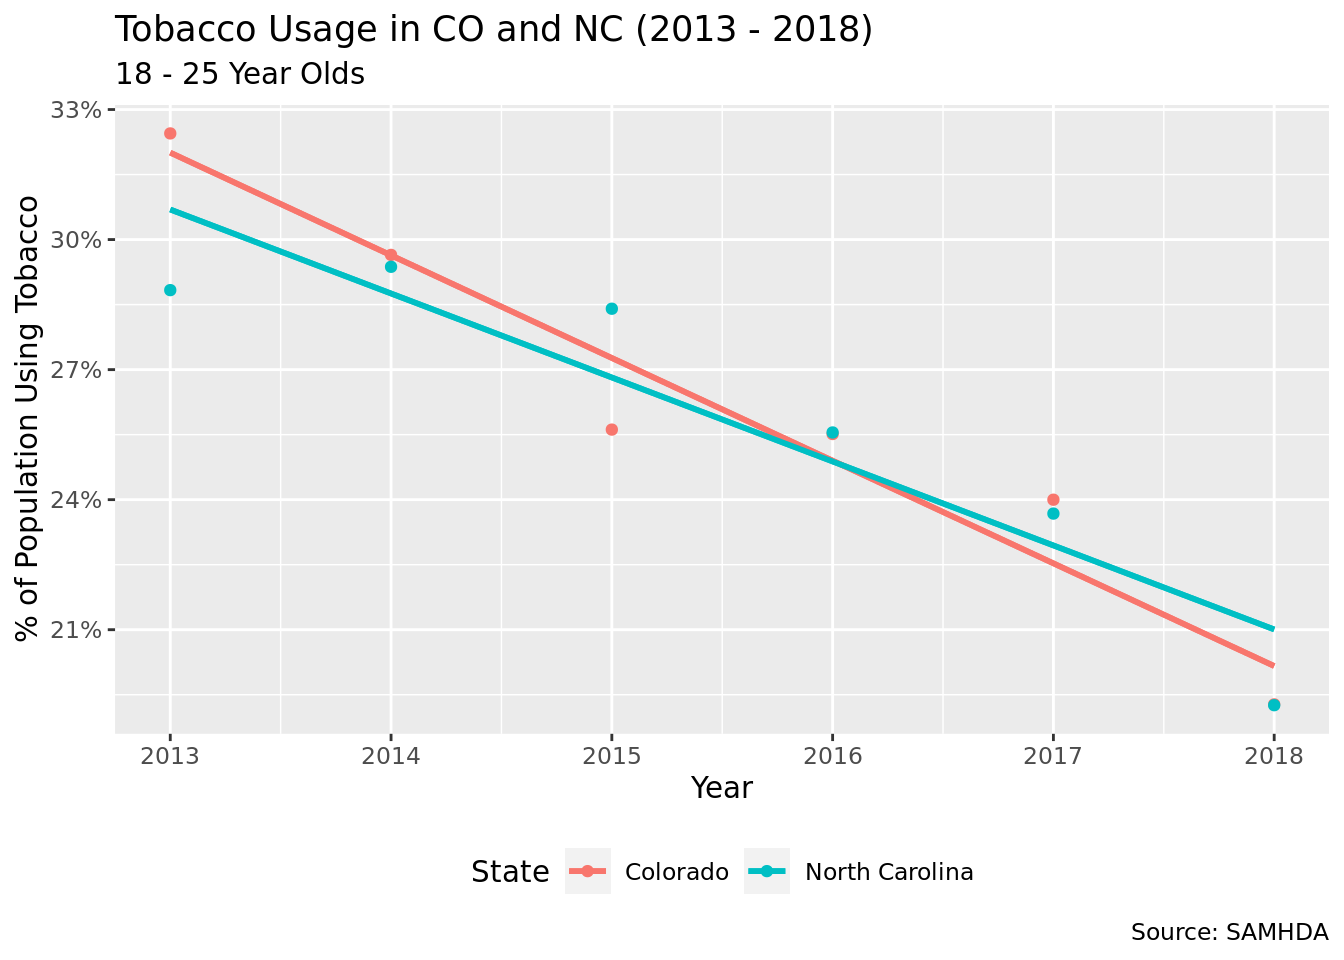 Tobacco Usage in CO and NC (2013 - 2018)
18 - 25 Year Olds
% of Population Using Tobacco
33%
30%
27%
24%
21%
2013 2014 2015 2016 2017 2018
Year
State Colorado North Carolina
Source: SAMHDA